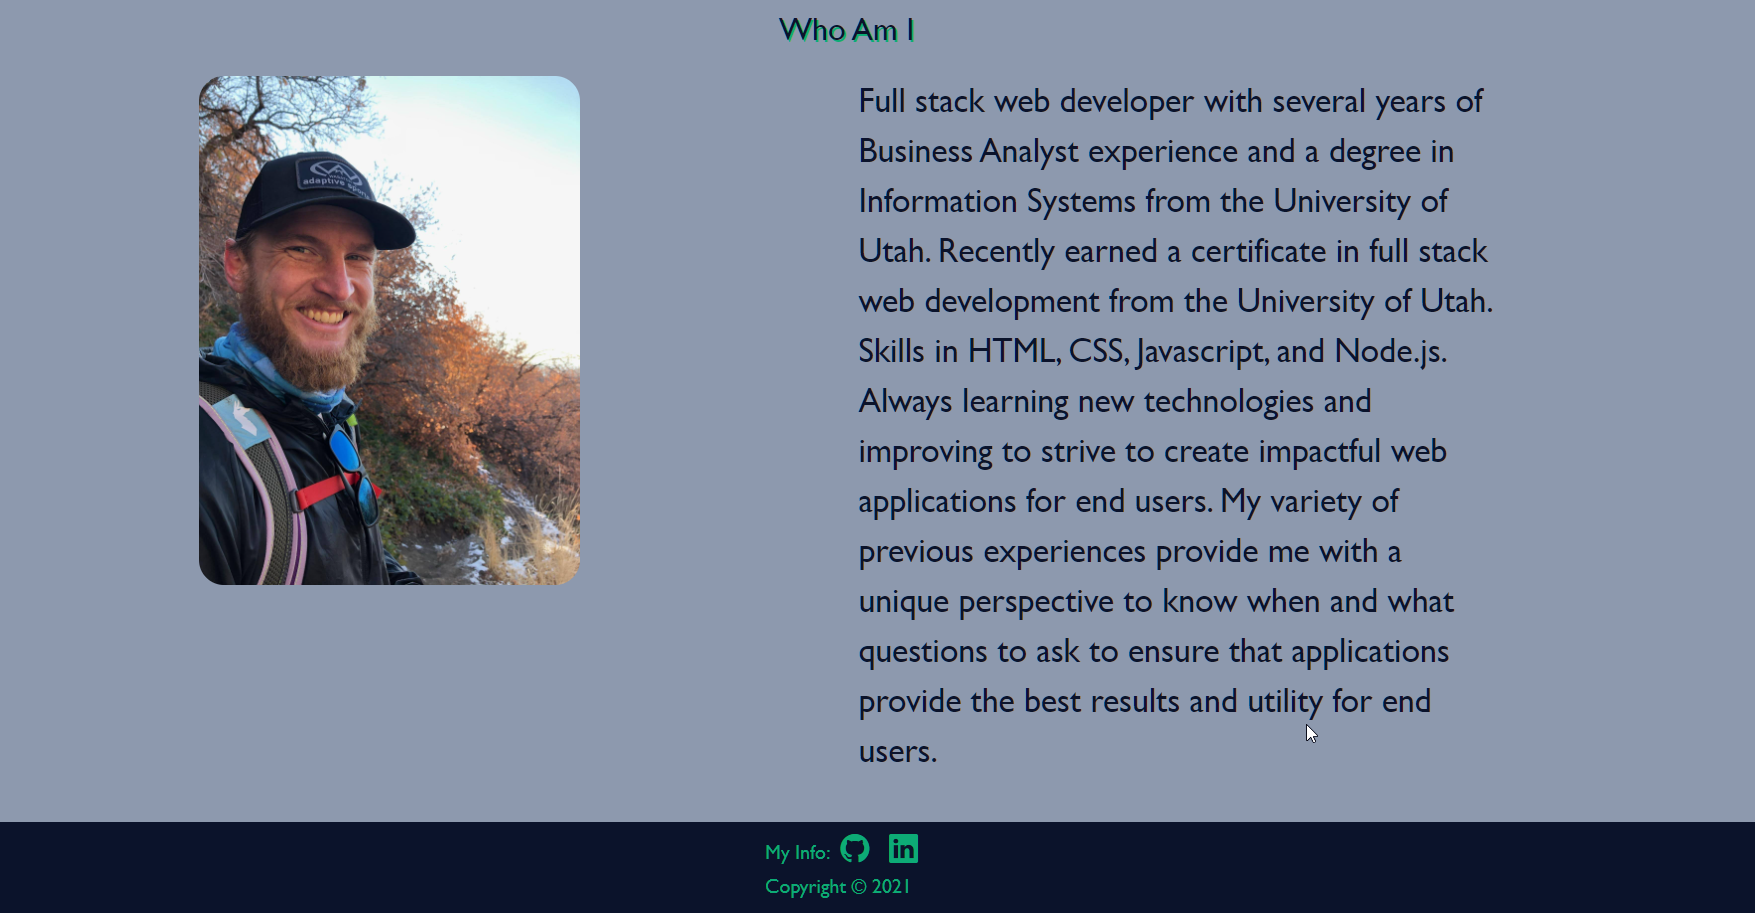 Who Am I
adaptive sports
Full stack web developer with several years of
Business Analyst experience and a degree in
Information Systems from the University of
Utah. Recently earned a certificate in full stack
web development from the University of Utah.
Skills in HTML, CSS, Javascript, and Node.js.
Always learning new technologies and
improving to strive to create impactful web
applications for end users. My variety of
previous experiences provide me with a
unique perspective to know when and what
questions to ask to ensure that applications
provide the best results and utility for end
users.
My Info: in
Copyright © 2021